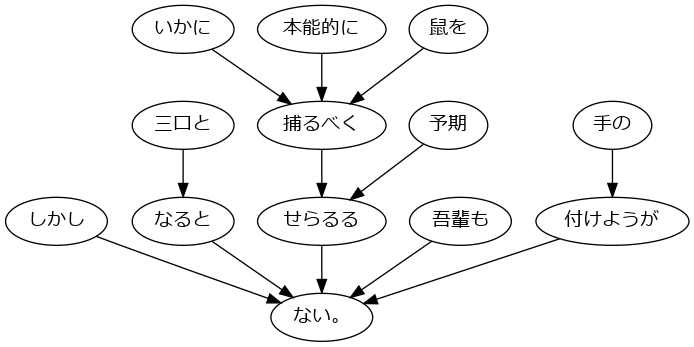 いかに
本能的に
鼠を
三口と
捕るべく
予期
手の
しかし
なると
せらるる
吾輩も
付けようが
ない。